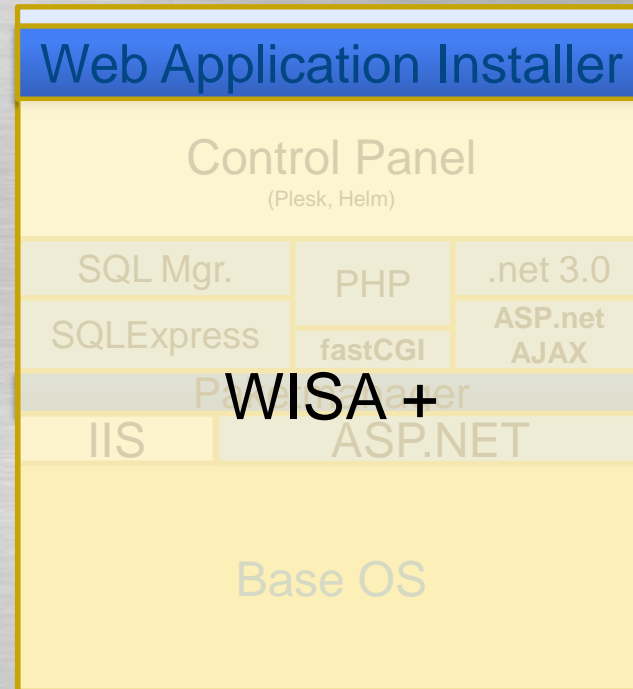 Web Application Installer
Control Panel
(Plesk, Helm)
SQL Mgr.
PHP
.net 3.0
SQLExpress
fastCGI
ASP.net
AJAX
WISA +
IIS
ASP.NET
Base OS